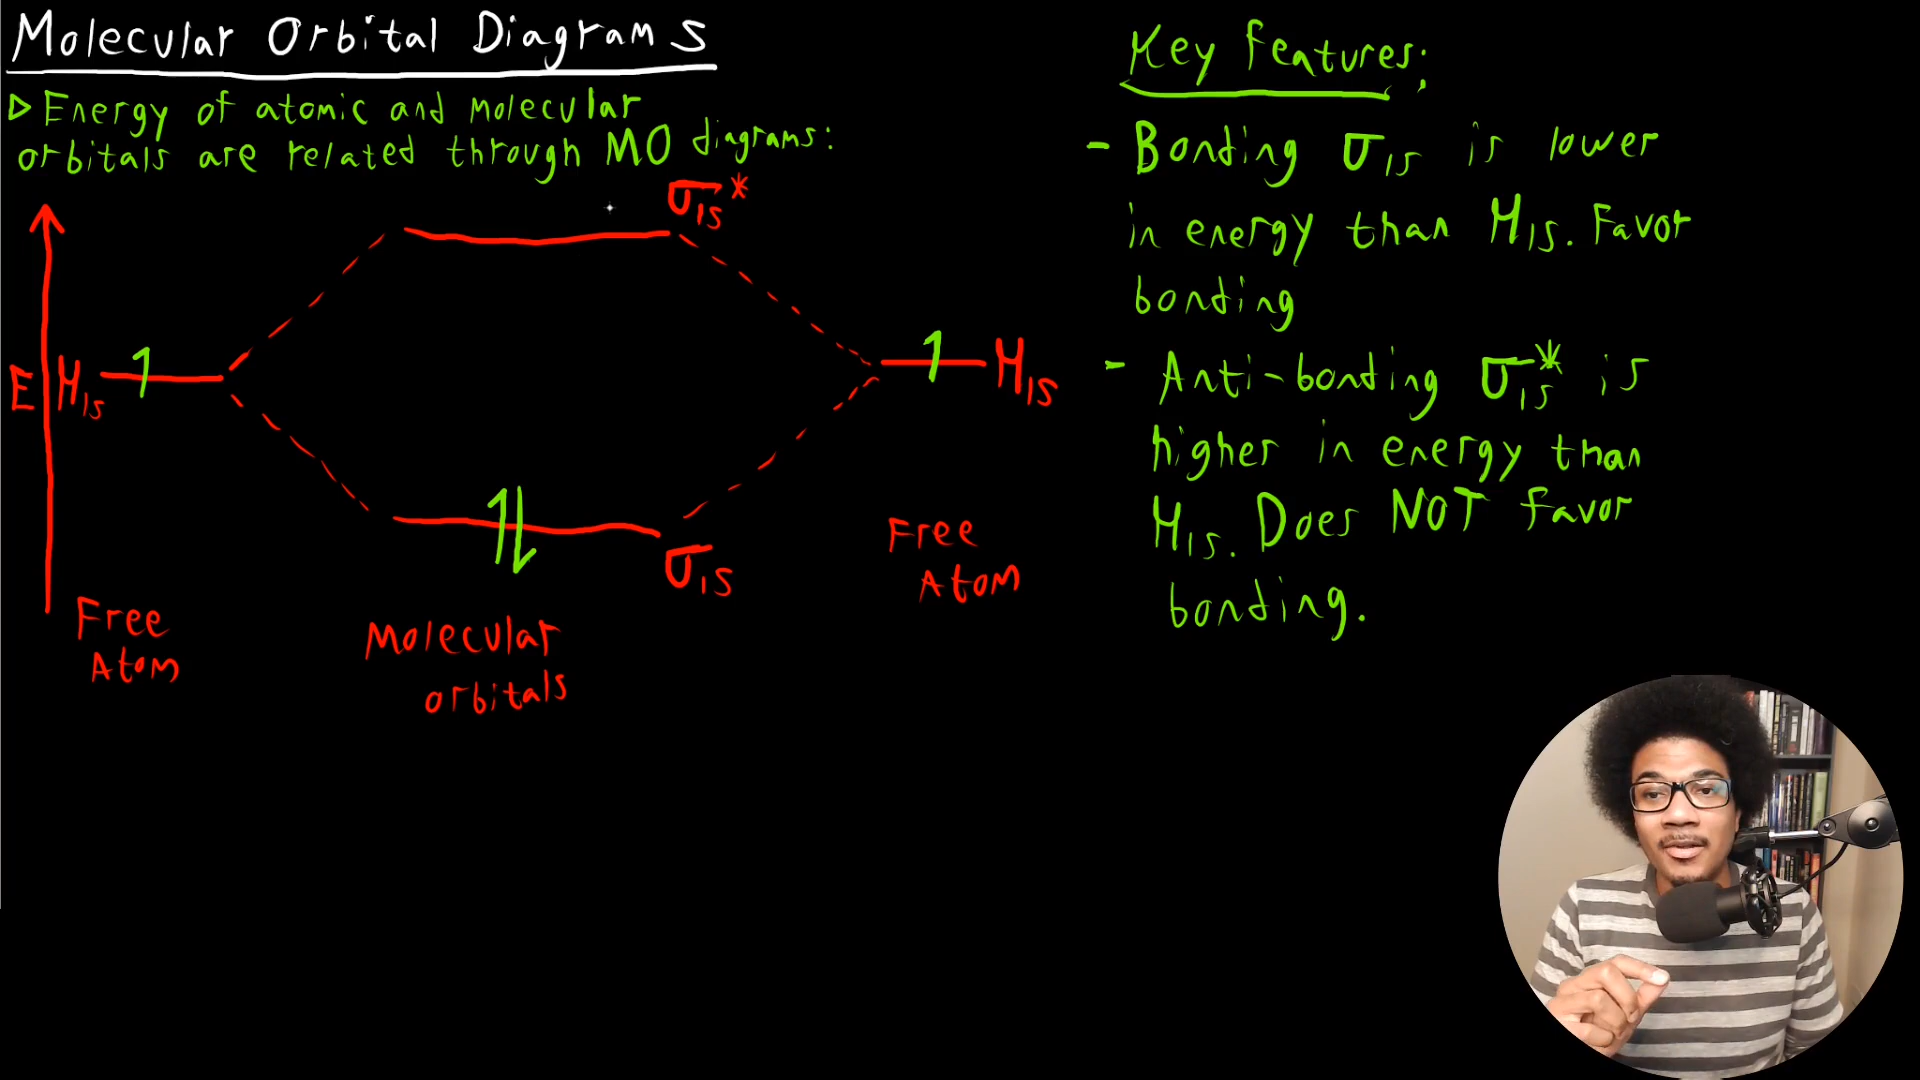 Molecular Orbital Diagrams
▷ Energy of atomic and molecular
orbitals are related through MO diagrams:
σ1s*
E
H1s
H1s
σ1s
Free
Atom
Molecular
orbitals
Free
Atom
Key Features:
- Bonding σ1s is lower
in energy than H1s. Favor
bonding
- Anti-bonding σ1s* is
higher in energy than
H1s. Does NOT favor
bonding.